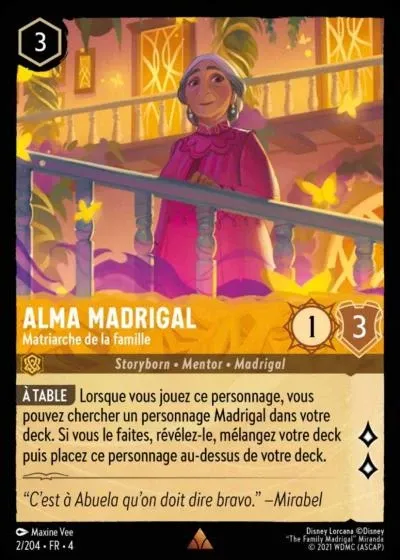 3
ALMA MADRIGAL
Matriarche de la famille
1
3
Storyborn • Mentor • Madrigal
À TABLE Lorsque vous jouez ce personnage, vous
pouvez chercher un personnage Madrigal dans votre
deck. Si vous le faites, révélez-le, mélangez votre deck
puis placez ce personnage au-dessus de votre deck.
“C’est à Abuela qu’on doit dire bravo.” –Mirabel
Maxine Vee
2/204 • FR • 4
Disney Lorcana ©Disney
"The Family Madrigal" Miranda
© 2021 WDMC (ASCAP)